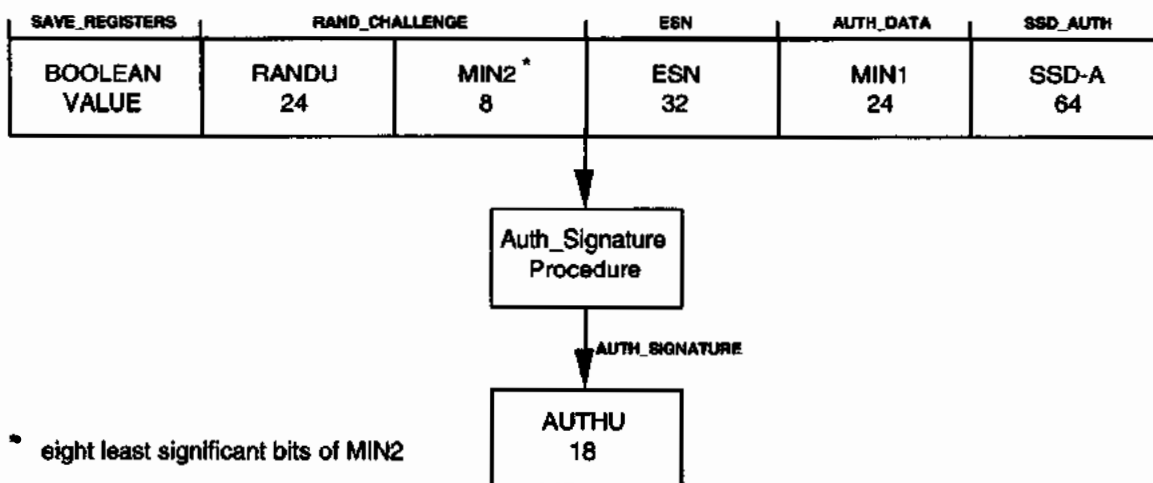 SAVE_REGISTERS RAND_CHALLENGE ESN AUTH_DATA SSD_AUTH
BOOLEAN VALUE
RANDU
24
MIN2 *
8
ESN
32
MIN1
24
SSD-A
64
Auth_Signature
Procedure
AUTH_SIGNATURE
AUTHU
18
* eight least significant bits of MIN2